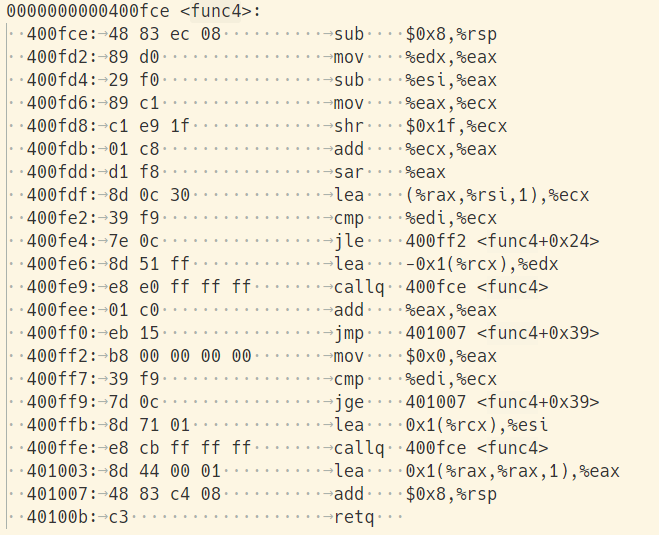 0000000000400fce <func4>:
400fce: 48 83 ec 08 sub $0x8,%rsp
400fd2: 89 d0 mov %edx,%eax
400fd4: 29 f0 sub %esi,%eax
400fd6: 89 c1 mov %eax,%ecx
400fd8: c1 e9 1f shr $0x1f,%ecx
400fdb: 01 c8 add %ecx,%eax
400fdd: d1 f8 sar %eax
400fdf: 8d 0c 30 lea (%rax,%rsi,1),%ecx
400fe2: 39 f9 cmp %edi,%ecx
400fe4: 7e 0c jle 400ff2 <func4+0x24>
400fe6: 8d 51 ff lea -0x1(%rcx),%edx
400fe9: e8 e0 ff ff ff callq 400fce <func4>
400fee: 01 c0 add %eax,%eax
400ff0: eb 15 jmp 401007 <func4+0x39>
400ff2: b8 00 00 00 00 mov $0x0,%eax
400ff7: 39 f9 cmp %edi,%ecx
400ff9: 7d 0c jge 401007 <func4+0x39>
400ffb: 8d 71 01 lea 0x1(%rcx),%esi
400ffe: e8 cb ff ff ff callq 400fce <func4>
401003: 8d 44 00 01 lea 0x1(%rax,%rax,1),%eax
401007: 48 83 c4 08 add $0x8,%rsp
40100b: c3 retq